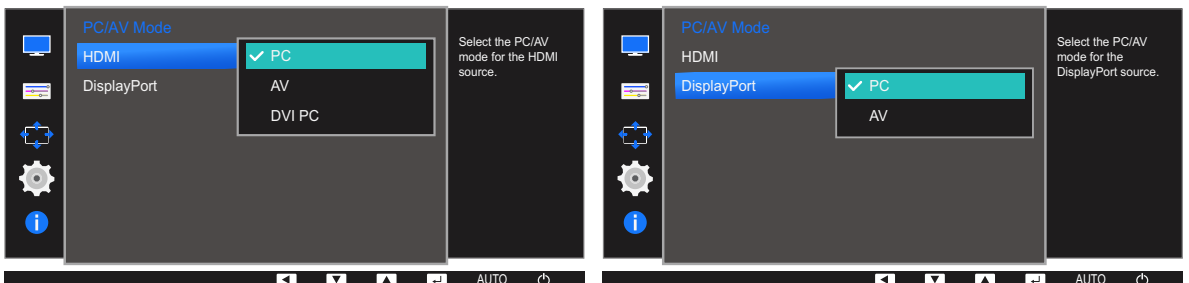 PC/AV Mode
HDMI
DisplayPort
PC
AV
DVI PC
Select the PC/AV
mode for the HDMI
source.
AUTO
PC/AV Mode
HDMI
DisplayPort
PC
AV
Select the PC/AV
mode for the
DisplayPort source.
AUTO